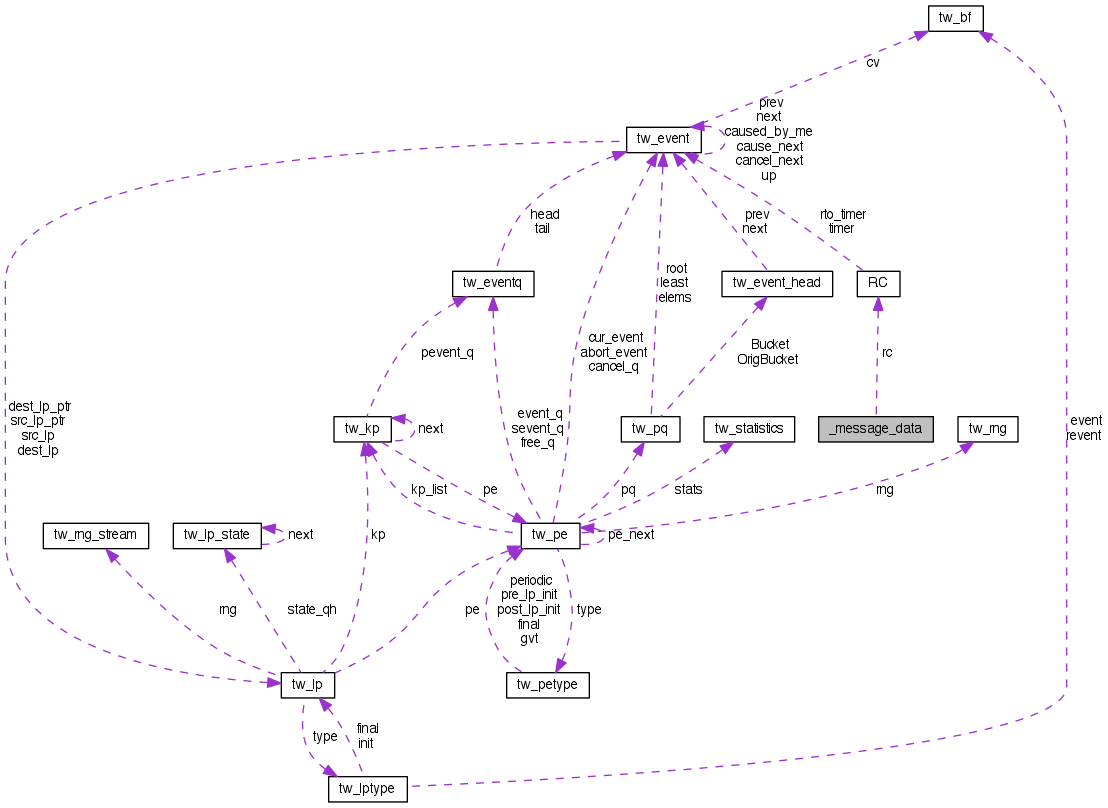 tw_bf
cv
prev
next
caused_by_me
cause_next
cancel_next
up
tw_event
head
tail
prev
next
rto_timer
timer
tw_eventq
root
least
elems
tw_event_head
RC
pevent_q
cur_event
abort_event
cancel_q
Bucket
OrigBucket
rc
dest_lp_ptr
src_lp_ptr
src_lp
dest_lp
event_q
sevent_q
free_q
tw_kp
next
tw_pq
tw_statistics
_message_data
tw_rng
event
revent
kp_list
pe
pq
stats
rng
tw_rng_stream
tw_lp_state
next
kp
tw_pe
pe_next
rng
state_qh
pe
periodic
pre_lp_init
post_lp_init
final
gvt
type
tw_lp
tw_petype
type
final
init
tw_lptype